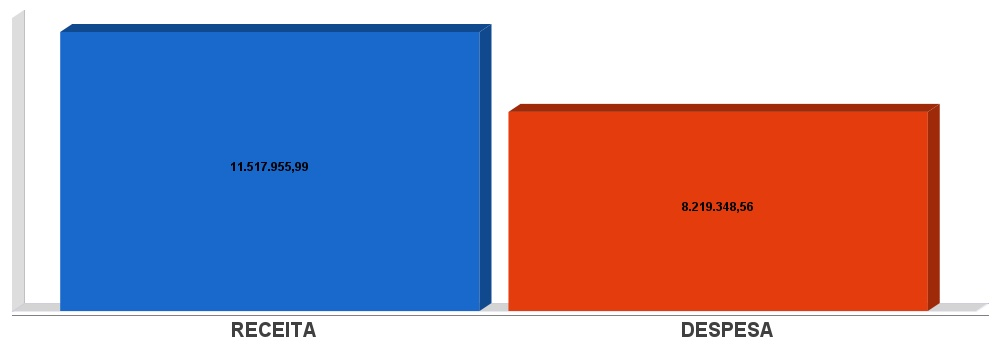 11.517.955,99
8.219.348,56
RECEITA
DESPESA